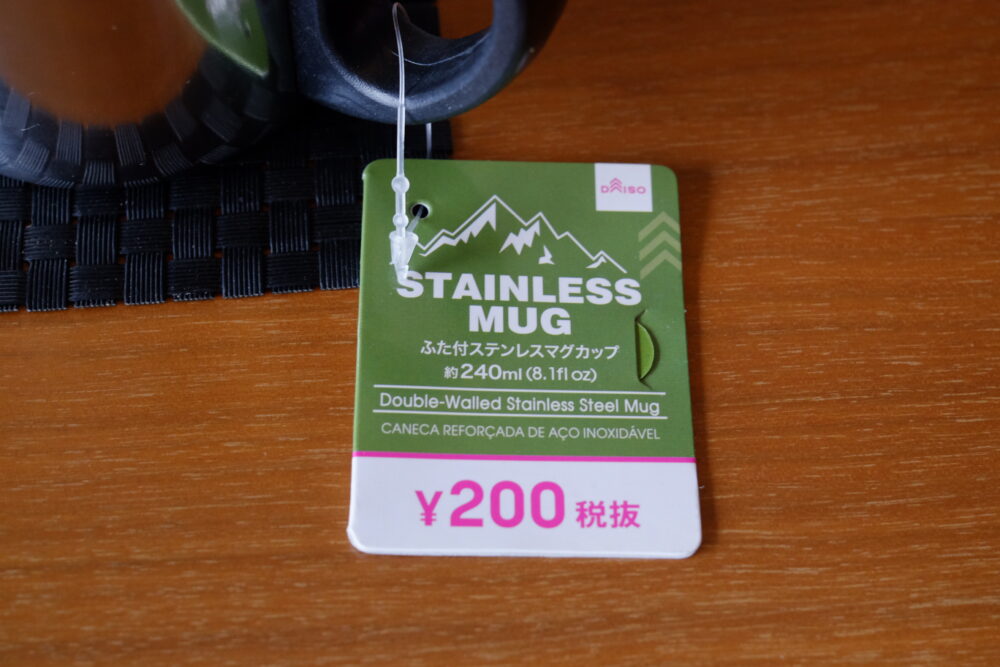 DAISO
STAINLESS
MUG
ふた付ステンレスマグカップ
約240ml (8.1fl oz)
Double-Walled Stainless Steel Mug
CANECA REFORÇADA DE AÇO INOXIDÁVEL
¥200 税抜